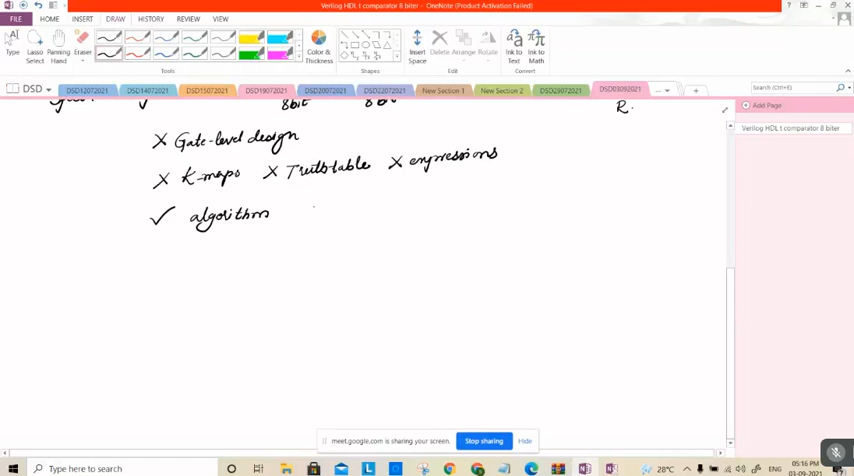 Verilog HDL t comparator 8 biter - OneNote (Product Activation Failed)
FILE HOME INSERT DRAW HISTORY REVIEW VIEW
Type Lasso Select Panning Hand Eraser Color & Thickness Insert Space Delete Arrange Rotate Ink to Text Ink to Math
Tools Shapes Edit Convert
DSD DSD12072021 DSD14072021 DSD15072021 DSD19072021 DSD20072021 DSD22072021 New Section 1 New Section 2 DSD23072021 DSD03092021 ... + Search (Ctrl+E)
8bit 8bit R.
Add Page
X Gate-level design
Verilog HDL t comparator 8 biter
X K-maps X Truth-table X expressions
✓ algorithm
meet.google.com is sharing your screen. Stop sharing Hide
Type here to search 28°C ENG 05:16 PM 03-09-2021